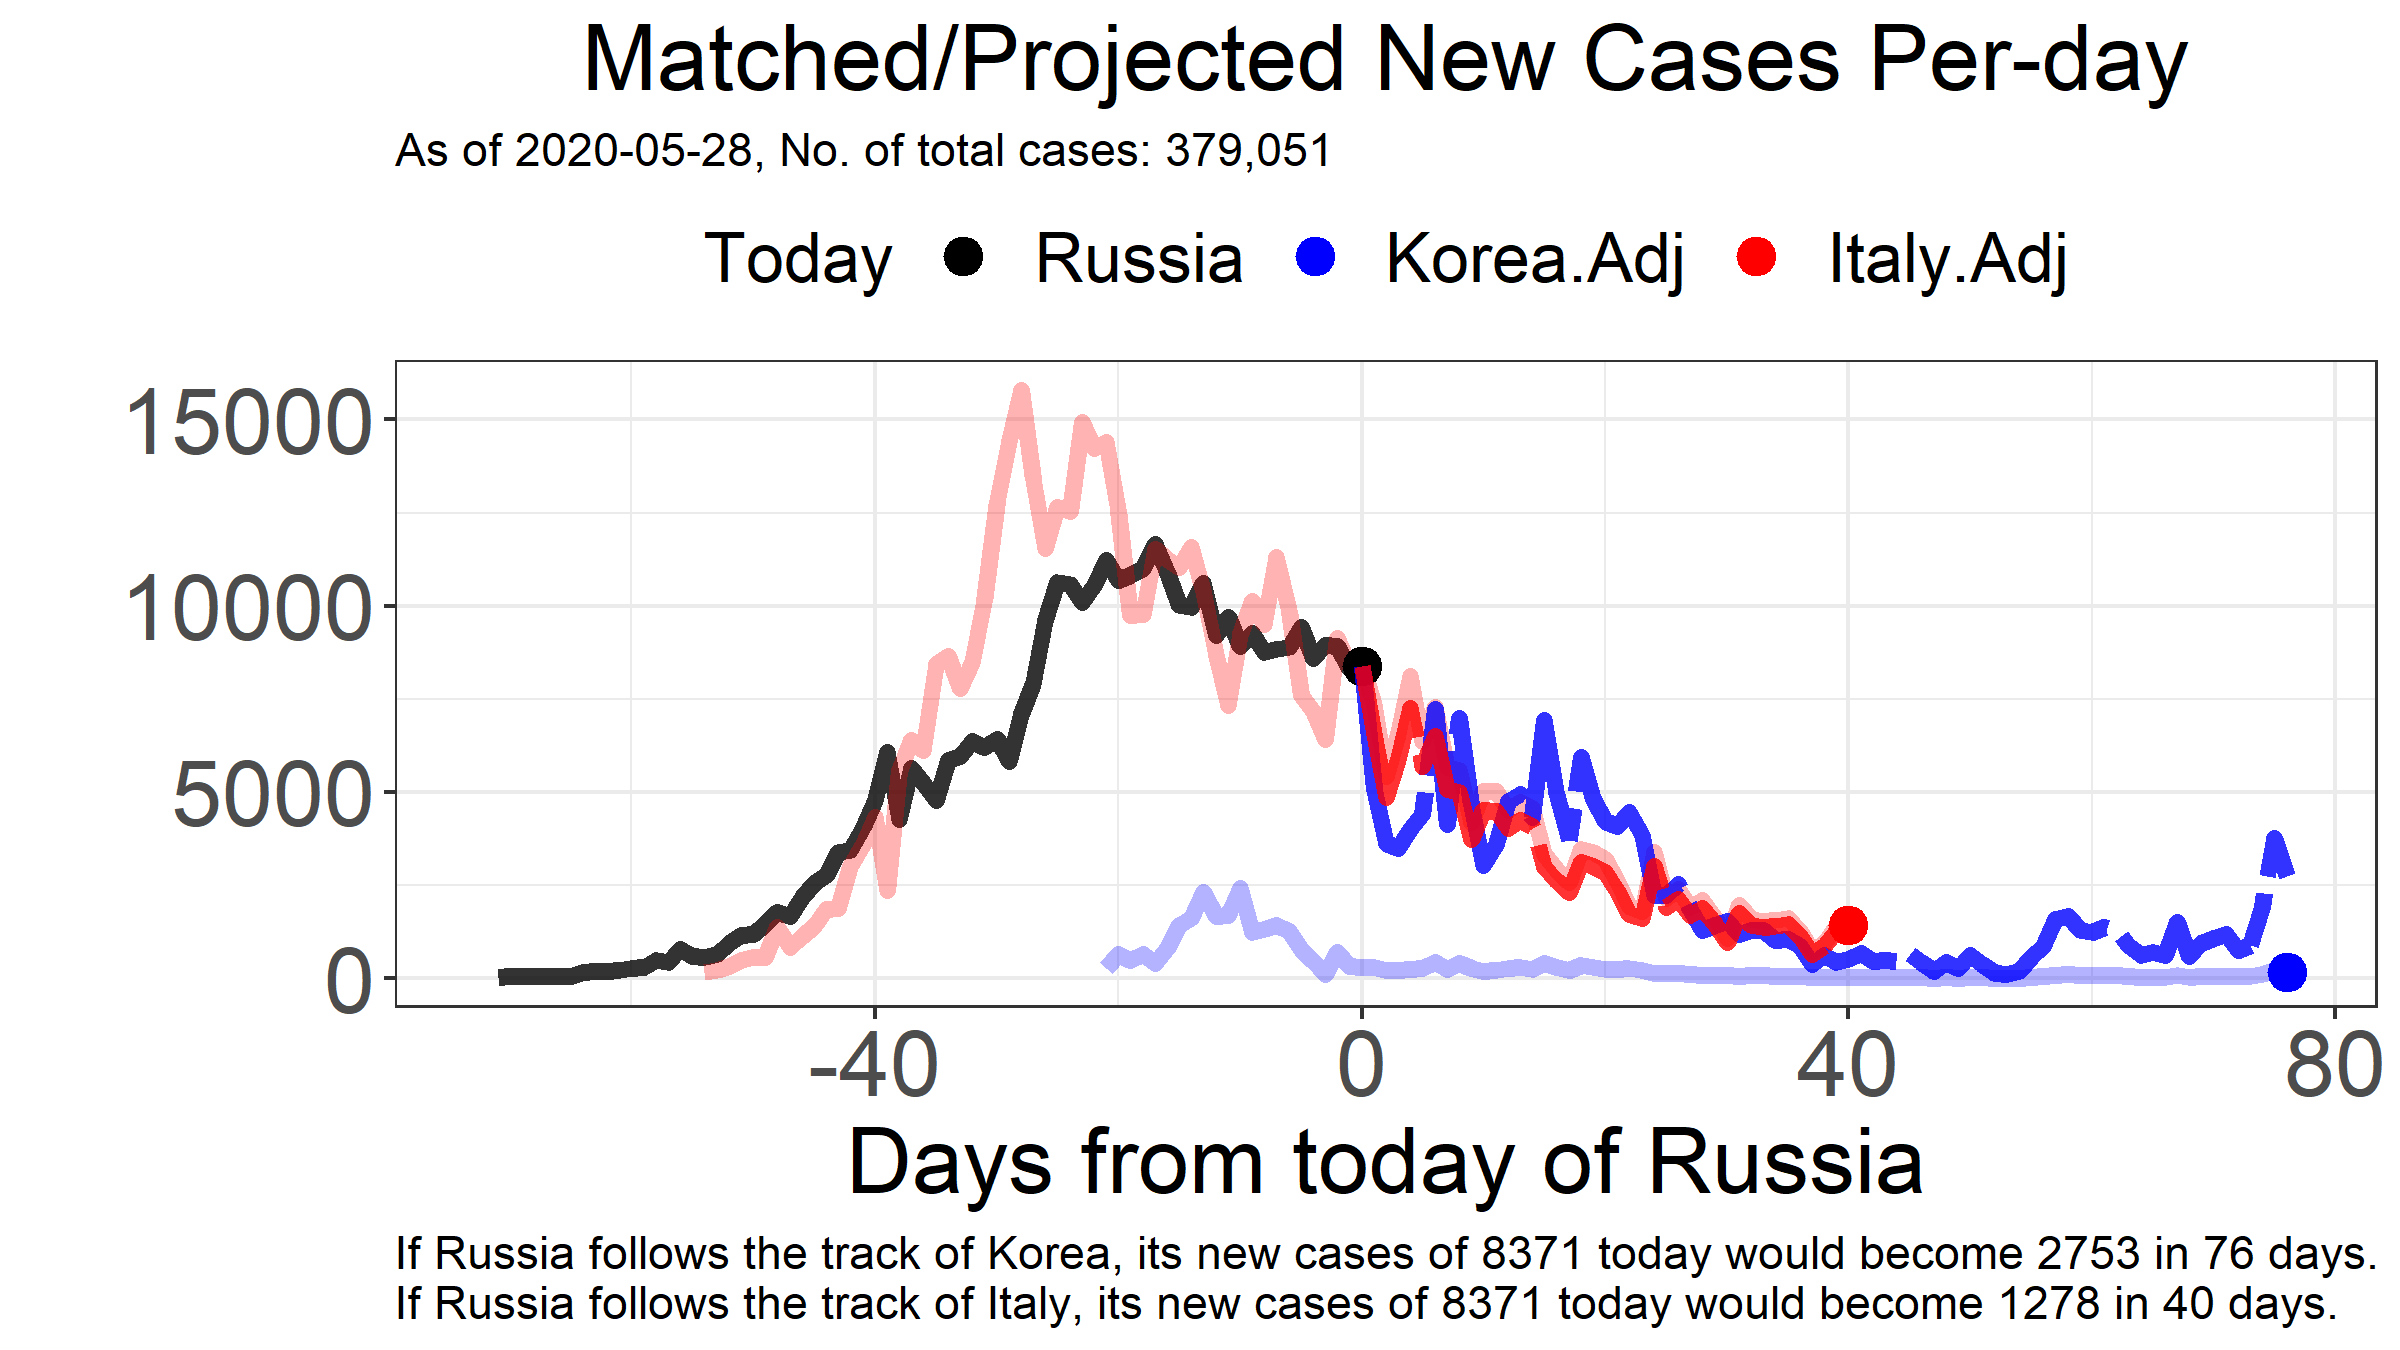 Matched/Projected New Cases Per-day
As of 2020-05-28, No. of total cases: 379,051
Today Russia Korea.Adj Italy.Adj
15000
10000
5000
0
-40 0 40 80
Days from today of Russia
If Russia follows the track of Korea, its new cases of 8371 today would become 2753 in 76 days.
If Russia follows the track of Italy, its new cases of 8371 today would become 1278 in 40 days.